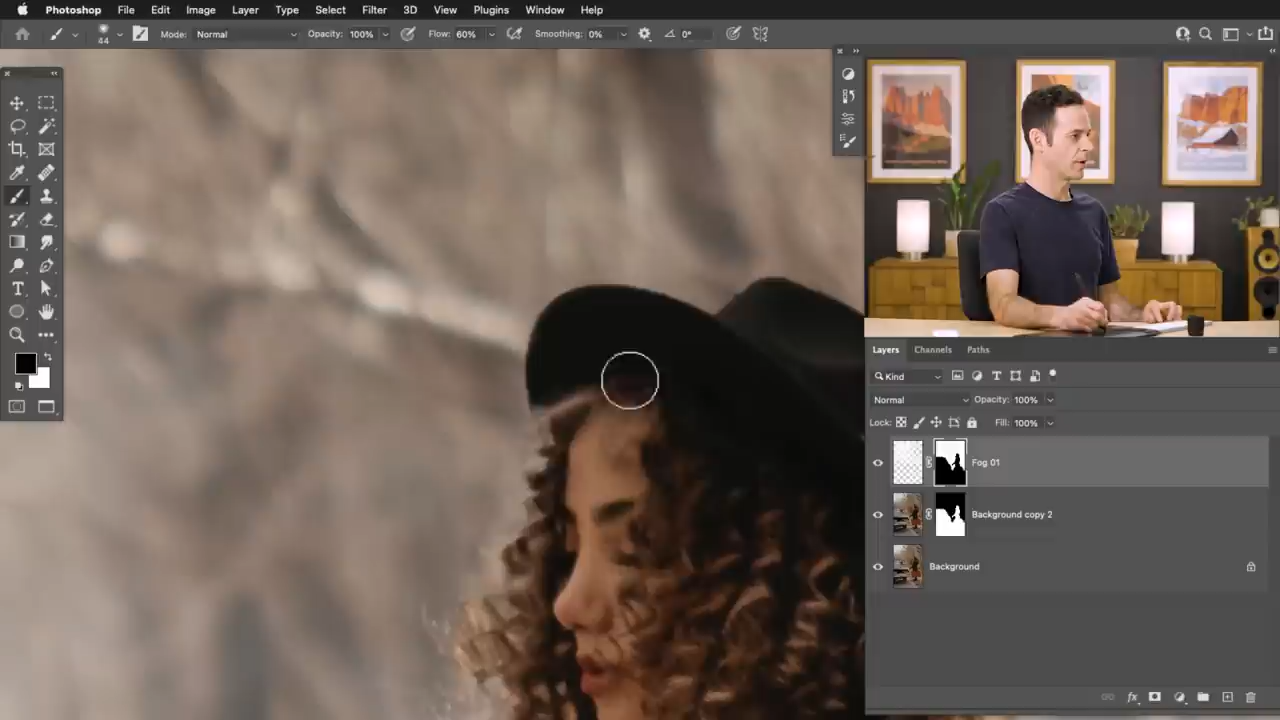 Photoshop File Edit Image Layer Type Select Filter 3D View Plugins Window Help
44 Mode: Normal Opacity: 100% Flow: 60% Smoothing: 0% 0°
Layers Channels Paths
Kind
Normal Opacity: 100%
Lock: Fill: 100%
Fog 01
Background copy 2
Background
fx